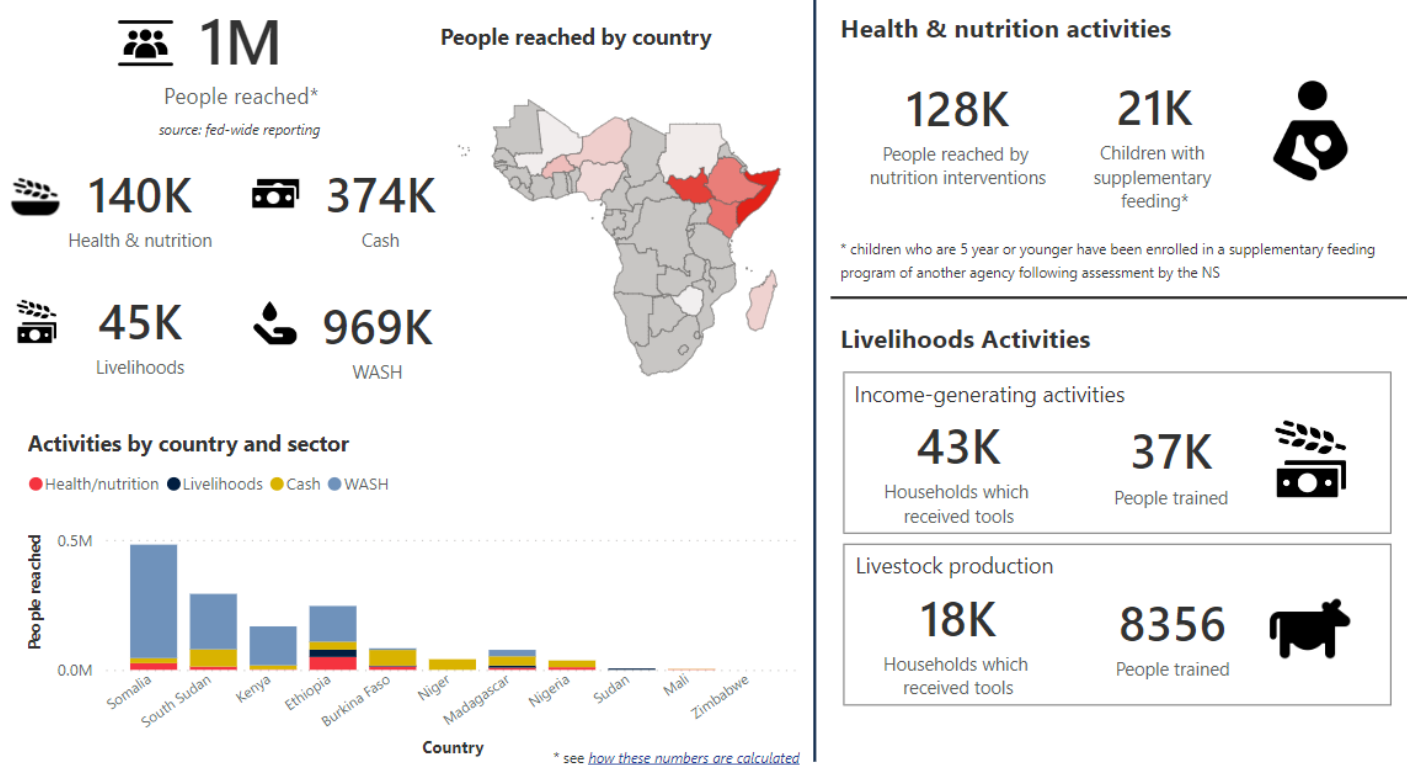 1M
People reached*
source: fed-wide reporting
140K
Health & nutrition
374K
Cash
45K
Livelihoods
969K
WASH
People reached by country
Activities by country and sector
Health/nutrition Livelihoods Cash WASH
People reached
0.5M
0.0M
Somalia
South Sudan
Kenya
Ethiopia
Burkina Faso
Niger
Madagascar
Nigeria
Sudan
Mali
Zimbabwe
Country
* see how these numbers are calculated
Health & nutrition activities
128K
People reached by
nutrition interventions
21K
Children with
supplementary
feeding*
* children who are 5 year or younger have been enrolled in a supplementary feeding
program of another agency following assessment by the NS
Livelihoods Activities
Income-generating activities
43K
Households which
received tools
37K
People trained
Livestock production
18K
Households which
received tools
8356
People trained